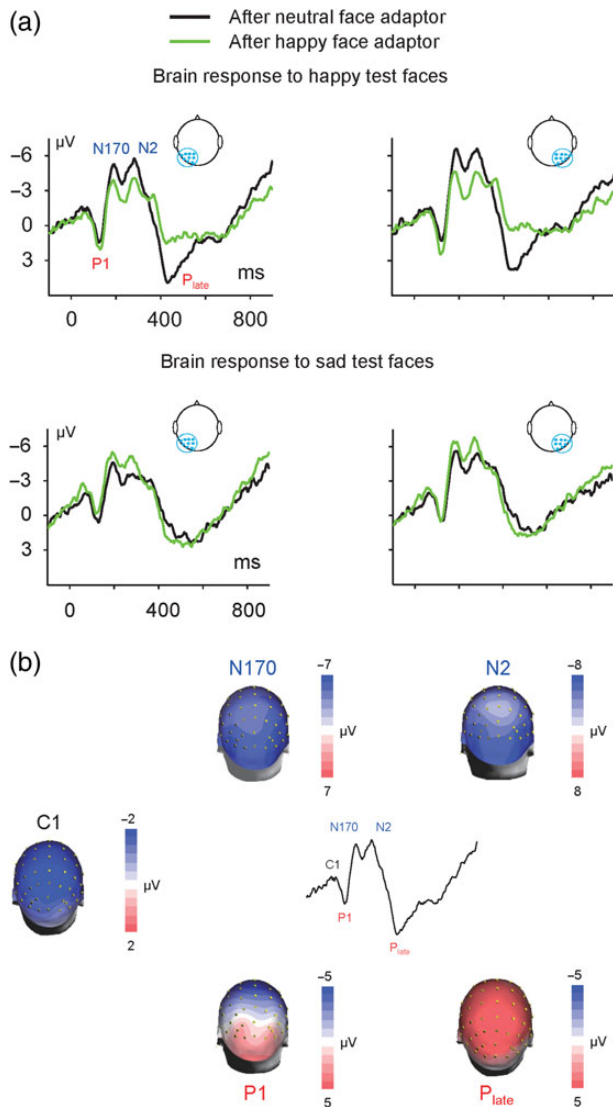 (a)
After neutral face adaptor
After happy face adaptor
Brain response to happy test faces
μV
N170 N2
−6
−3
0
3
P1
P_late
ms
0 400 800
Brain response to sad test faces
μV
−6
−3
0
3
ms
0 400 800
(b)
N170
−7
μV
7
N2
−8
μV
8
C1
−2
μV
2
N170 N2
C1
P1
P_late
−5
μV
5
P1
−5
μV
5
P_late